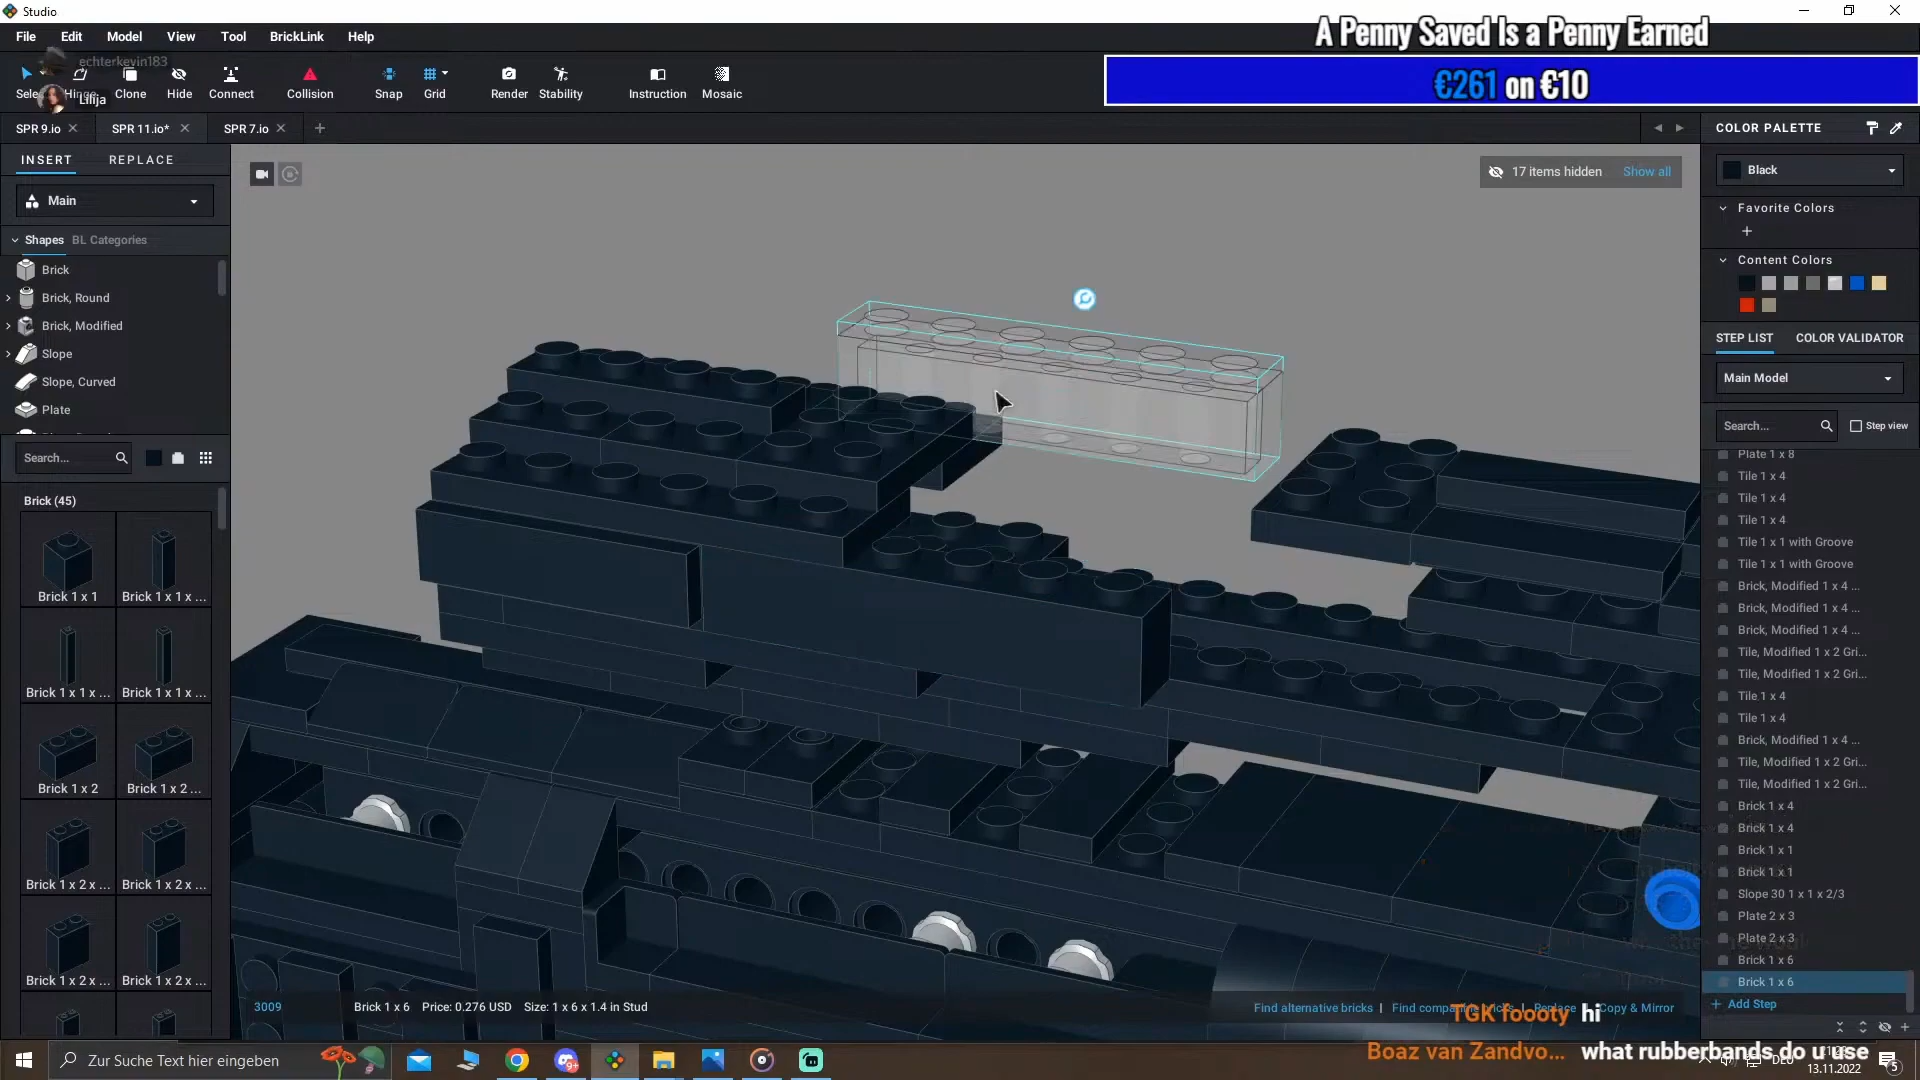 Studio
A Penny Saved Is a Penny Earned
File Edit Model View Tool BrickLink Help
echterkevin183
€261 on €10
Lilija
Clone Hide Connect Collision Snap Grid Render Stability Instruction Mosaic
SPR 9.io SPR 11.io* SPR 7.io
COLOR PALETTE
INSERT REPLACE
Black
17 items hidden Show all
Main
Favorite Colors
Shapes BL Categories
Content Colors
Brick
Brick, Round
Brick, Modified
Slope
Slope, Curved
Plate
STEP LIST COLOR VALIDATOR
Main Model
Search... Step view
Search...
Brick (45)
Brick 1 x 1 Brick 1 x 1 x ...
Brick 1 x 1 x ... Brick 1 x 1 x ...
Brick 1 x 2 Brick 1 x 2 ...
Brick 1 x 2 x ... Brick 1 x 2 x ...
Brick 1 x 2 x ... Brick 1 x 2 x ...
Plate 1 x 8
Tile 1 x 4
Tile 1 x 4
Tile 1 x 4
Tile 1 x 1 with Groove
Tile 1 x 1 with Groove
Brick, Modified 1 x 4 ...
Brick, Modified 1 x 4 ...
Brick, Modified 1 x 4 ...
Tile, Modified 1 x 2 Gri...
Tile, Modified 1 x 2 Gri...
Tile 1 x 4
Tile 1 x 4
Brick, Modified 1 x 4 ...
Tile, Modified 1 x 2 Gri...
Tile, Modified 1 x 2 Gri...
Brick 1 x 4
Brick 1 x 4
Brick 1 x 1
Brick 1 x 1
Slope 30 1 x 1 x 2/3
Plate 2 x 3
Plate 2 x 3
Brick 1 x 6
Brick 1 x 6
+ Add Step
3009 Brick 1 x 6 Price: 0.276 USD Size: 1 x 6 x 1.4 in Stud
Find alternative bricks | Find Replace Copy & Mirror
TGK foooty hi
Boaz van Zandvo... what rubberbands do u use
Zur Suche Text hier eingeben
13.11.2022
5